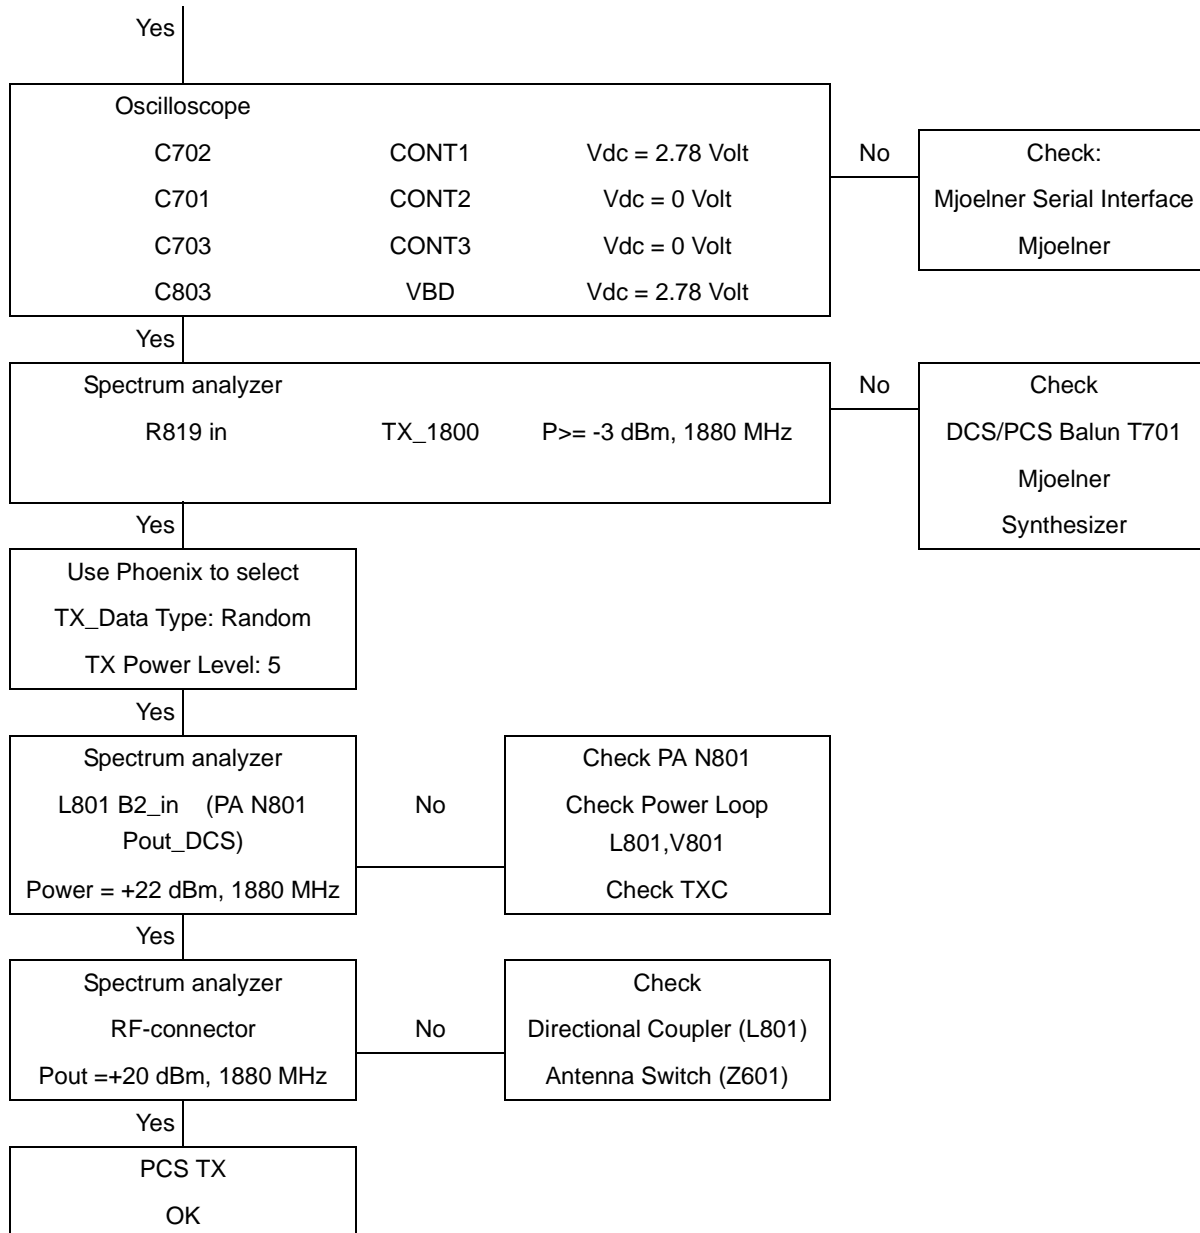 Yes
Oscilloscope
C702 CONT1 Vdc = 2.78 Volt
C701 CONT2 Vdc = 0 Volt
C703 CONT3 Vdc = 0 Volt
C803 VBD Vdc = 2.78 Volt
No
Check:
Mjoelner Serial Interface
Mjoelner
Yes
Spectrum analyzer
R819 in TX_1800 P>= -3 dBm, 1880 MHz
No
Check
DCS/PCS Balun T701
Mjoelner
Synthesizer
Yes
Use Phoenix to select
TX_Data Type: Random
TX Power Level: 5
Yes
Spectrum analyzer
L801 B2_in (PA N801
Pout_DCS)
Power = +22 dBm, 1880 MHz
No
Check PA N801
Check Power Loop
L801,V801
Check TXC
Yes
Spectrum analyzer
RF-connector
Pout =+20 dBm, 1880 MHz
No
Check
Directional Coupler (L801)
Antenna Switch (Z601)
Yes
PCS TX
OK